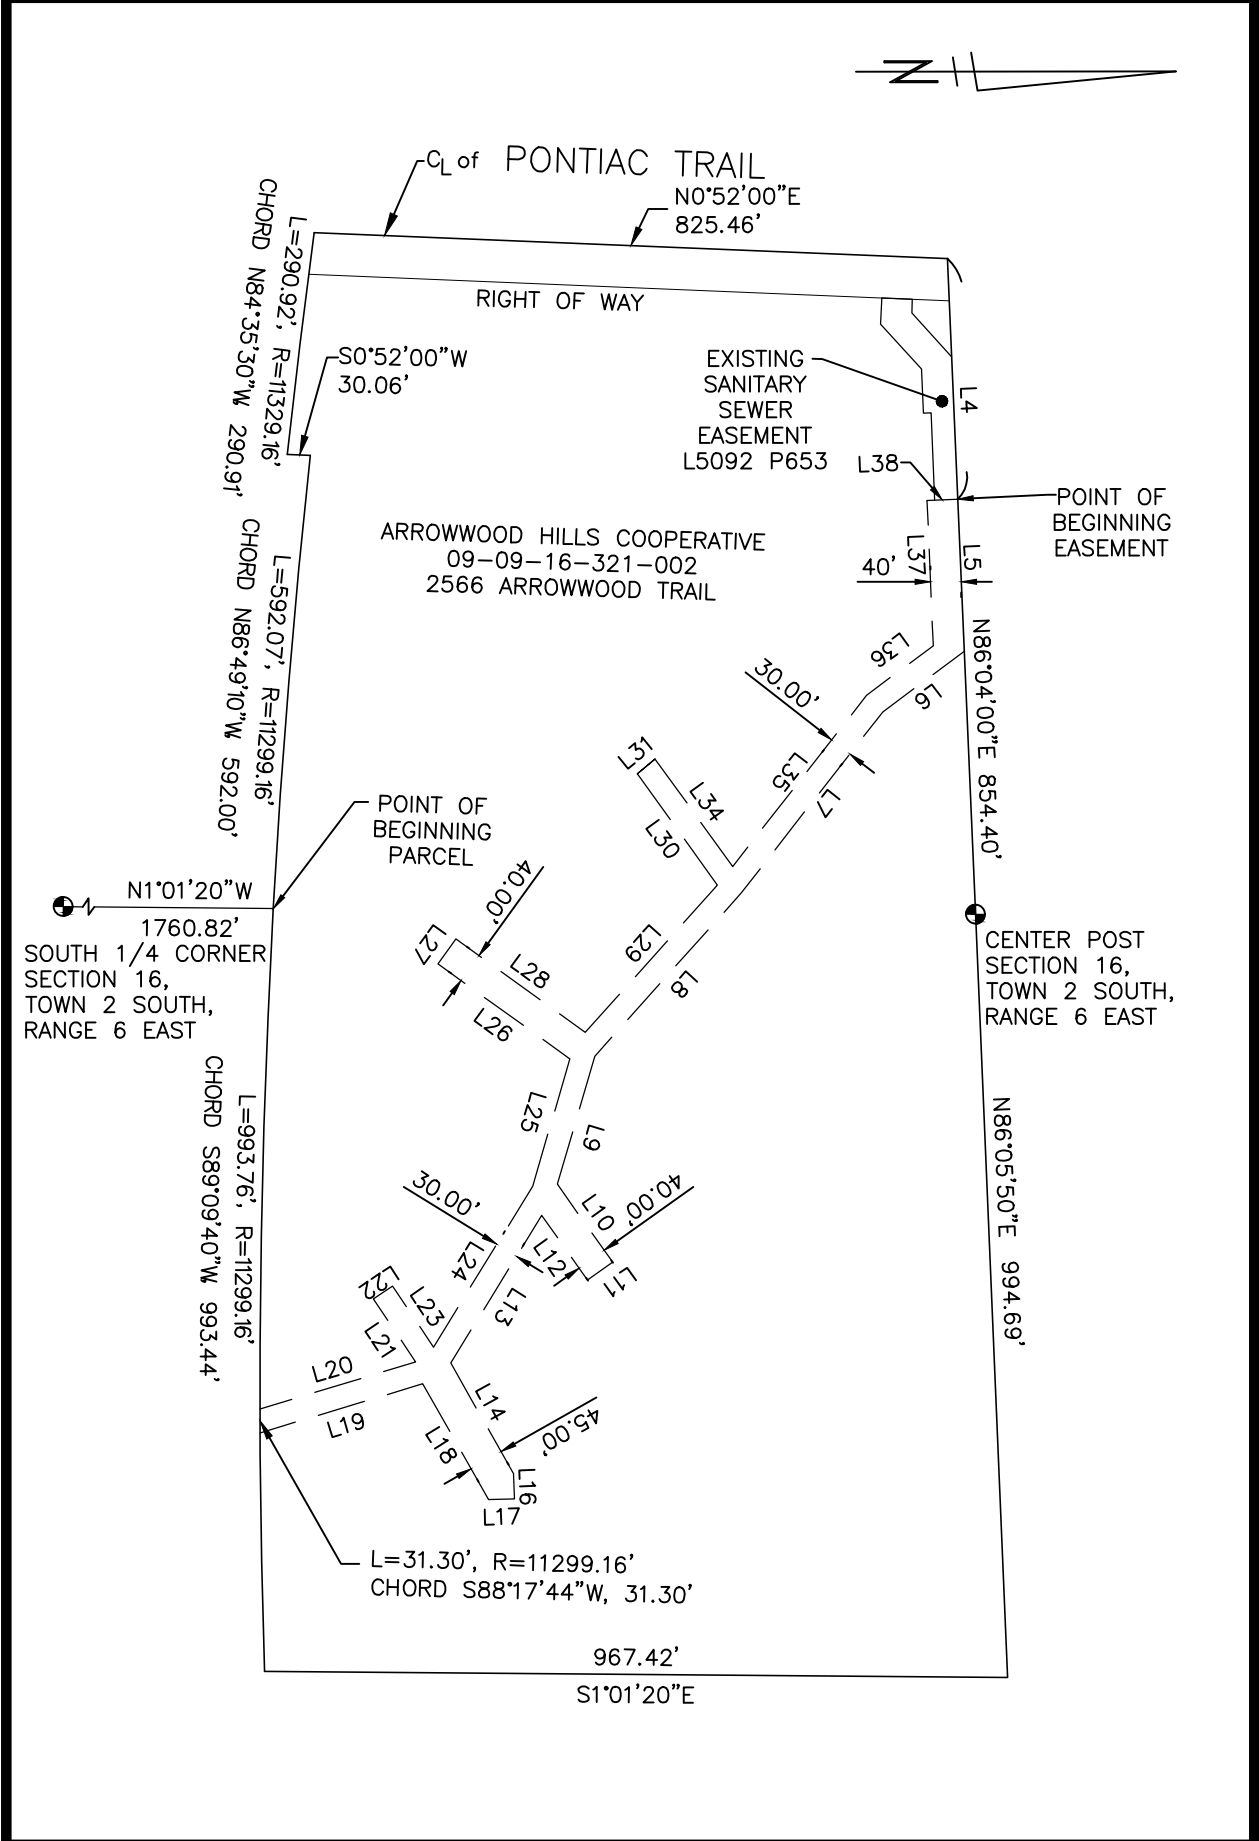 N
C_L of PONTIAC TRAIL
N0°52'00"E
825.46'
RIGHT OF WAY
L=290.92', R=11329.16'
CHORD N84°35'30"W 290.91'
S0°52'00"W
30.06'
EXISTING
SANITARY
SEWER
EASEMENT
L5092 P653
L4
L38
POINT OF
BEGINNING
EASEMENT
ARROWWOOD HILLS COOPERATIVE
09-09-16-321-002
2566 ARROWWOOD TRAIL
L37
L5
40'
L=592.07', R=11299.16'
CHORD N86°49'10"W 592.00'
N86°04'00"E 854.40'
L36
L6
30.00'
L35
L7
L31
L34
L30
POINT OF
BEGINNING
PARCEL
N1°01'20"W
1760.82'
SOUTH 1/4 CORNER
SECTION 16,
TOWN 2 SOUTH,
RANGE 6 EAST
40.00'
L27
L28
L26
L29
L8
CENTER POST
SECTION 16,
TOWN 2 SOUTH,
RANGE 6 EAST
L=993.76', R=11299.16'
CHORD S89°09'40"W 993.44'
N86°05'50"E 994.69'
L25
L9
30.00'
L10
40.00'
L12
L11
L24
L13
L22
L23
L21
L20
L19
L14
45.00'
L18
L16
L17
L=31.30', R=11299.16'
CHORD S88°17'44"W, 31.30'
967.42'
S1°01'20"E